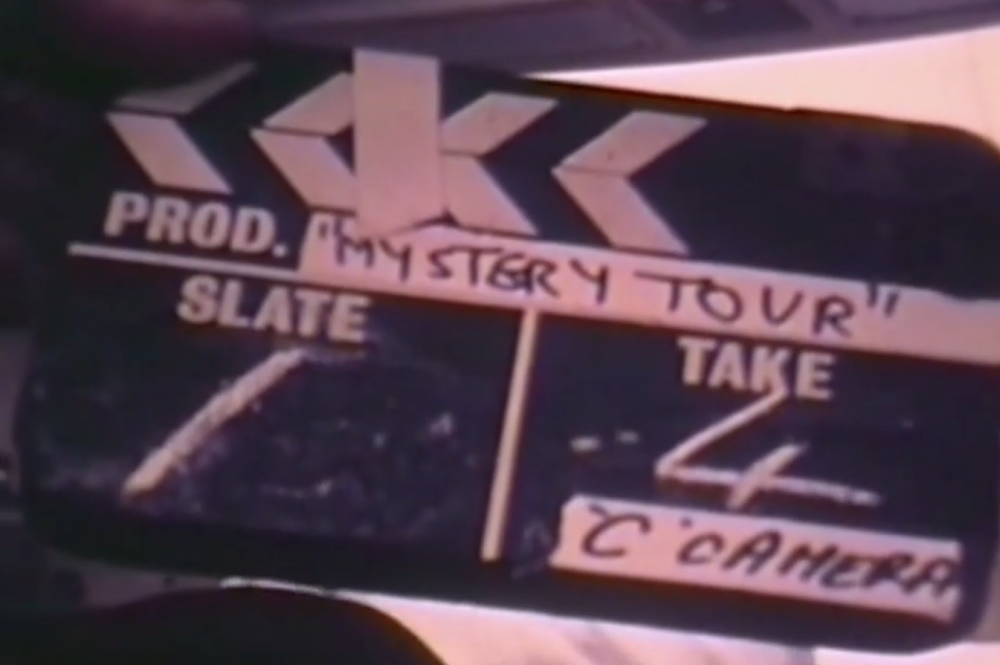 PROD. "MYSTERY TOUR"
SLATE TAKE
1 4
"C" CAMERA